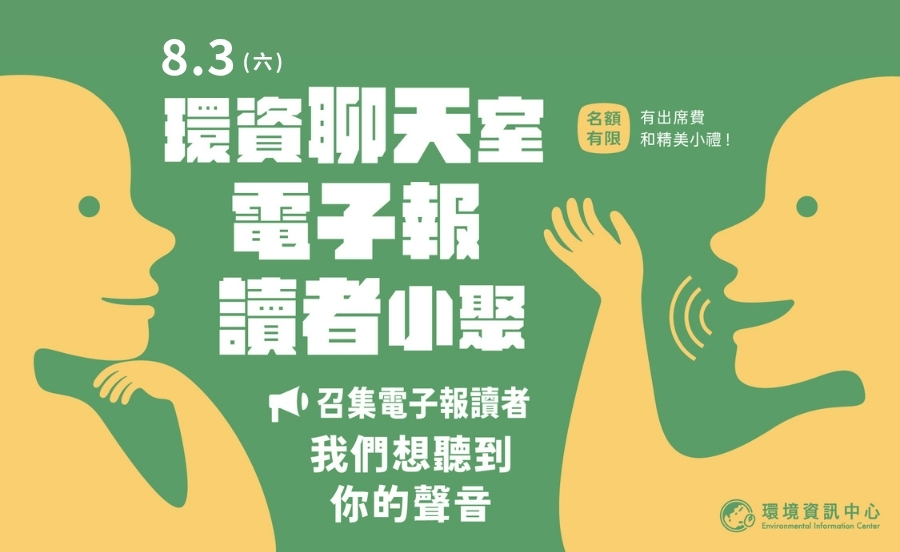 8.3(六)
環資聊天室
電子報
讀者小聚
名額
有限
有出席費
和精美小禮!
召集電子報讀者
我們想聽到
你的聲音
環境資訊中心
Environmental Information Center